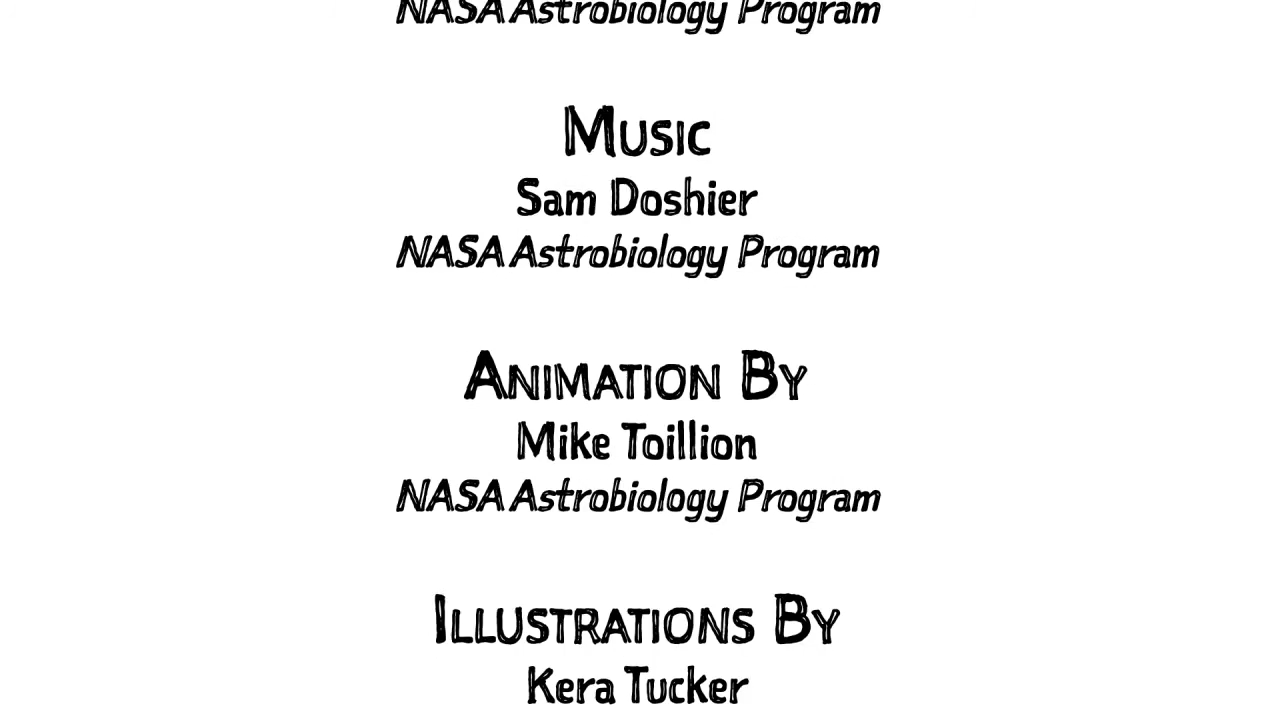 NASA Astrobiology Program
Music
Sam Doshier
NASA Astrobiology Program
Animation By
Mike Toillion
NASA Astrobiology Program
Illustrations By
Kera Tucker